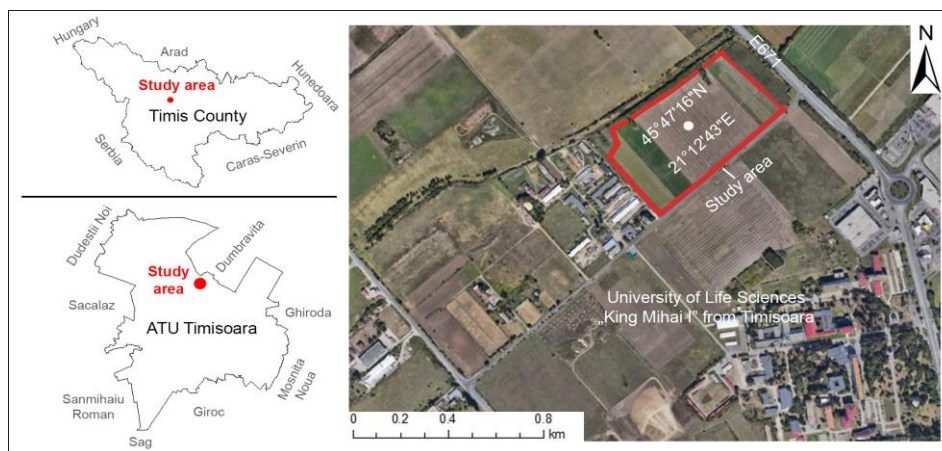 Hungary
Arad
Hunedoara
Study area
Timis County
Serbia
Caras-Severin
Dudestii Noi
Dumbravita
Study
area
Sacalaz
ATU Timisoara
Ghiroda
Sanmihaiu
Roman
Mosnita
Noua
Giroc
Sag
E671
N
45°47'16"N
21°12'43"E
Study area
University of Life Sciences
„King Mihai I" from Timisoara
0 0.2 0.4 0.8
km